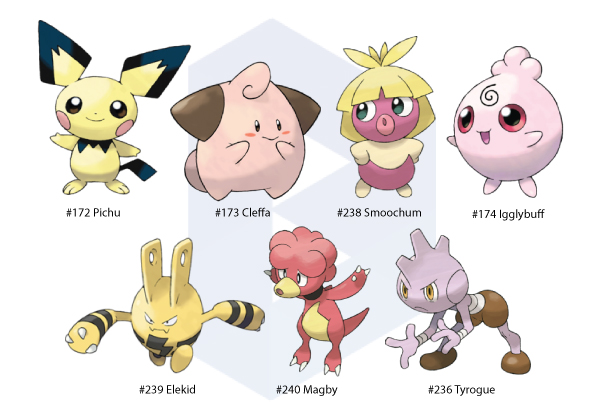 #172 Pichu
#173 Cleffa
#238 Smoochum
#174 Igglybuff
#239 Elekid
#240 Magby
#236 Tyrogue